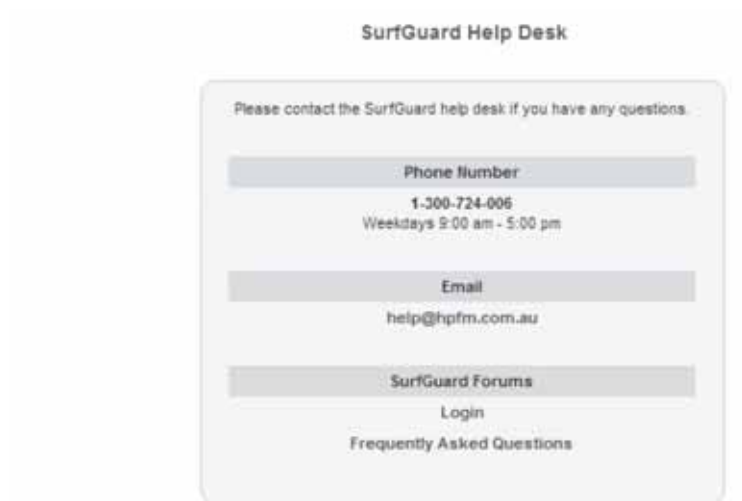 SurfGuard Help Desk
Please contact the SurfGuard help desk if you have any questions.
Phone Number
1-300-724-006
Weekdays 9:00 am - 5:00 pm
Email
help@hpfm.com.au
SurfGuard Forums
Login
Frequently Asked Questions